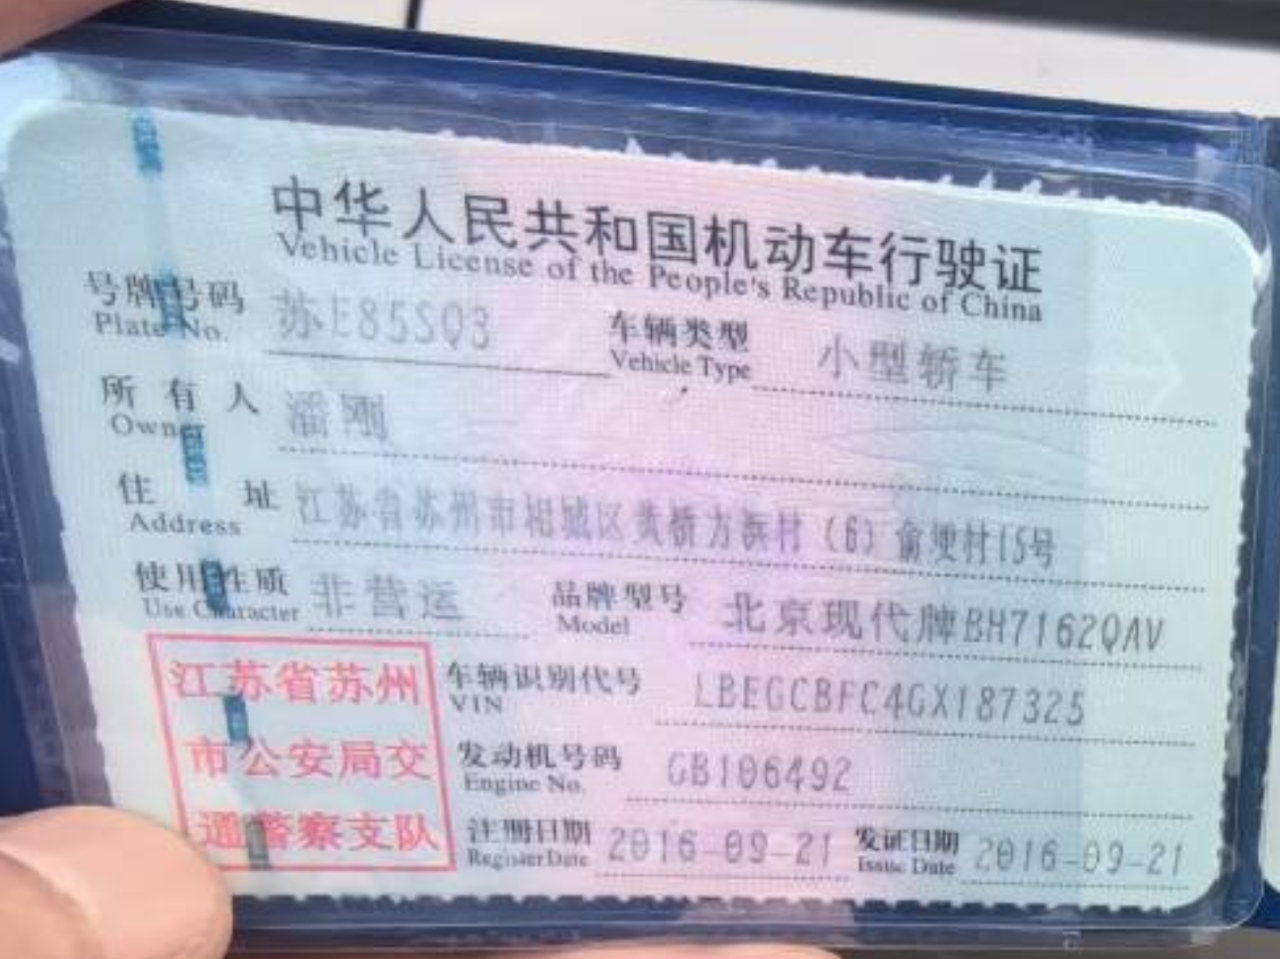 中华人民共和国机动车行驶证
Vehicle License of the People's Republic of China
号牌号码 苏E85SQ3 车辆类型 小型轿车
Plate No. Vehicle Type
所有人 潘刚
Owner
住址 江苏省苏州市相城区黄桥方浜村(6)俞埂村15号
Address
使用性质 非营运 品牌型号 北京现代牌BH7162QAV
Use Character Model
江苏省苏州 车辆识别代号 LBEGCBFC4GX187325
VIN
市公安局交 发动机号码 GB106492
Engine No.
通警察支队 注册日期 2016-09-21 发证日期 2016-09-21
Register Date Issue Date